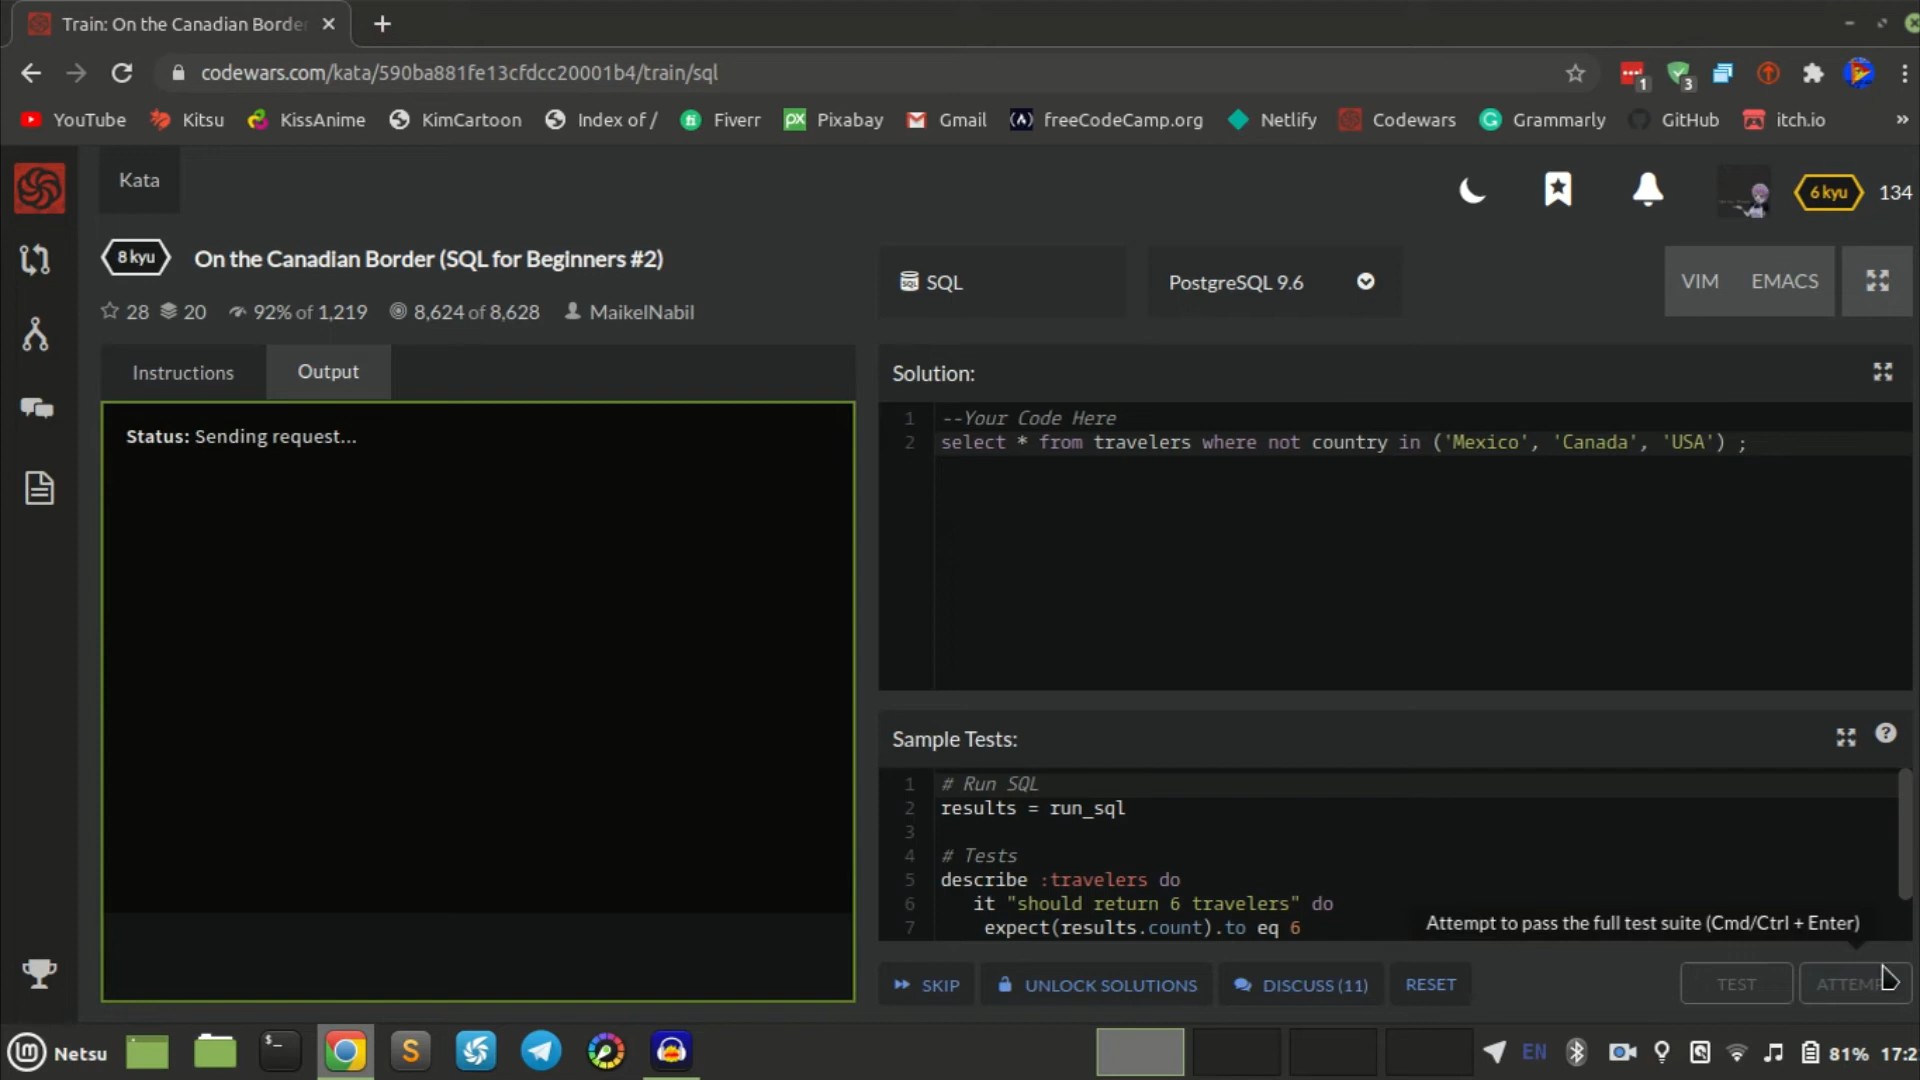 Train: On the Canadian Borde
codewars.com/kata/590ba881fe13cfdcc20001b4/train/sql
1
3
YouTube
Kitsu
KissAnime
KimCartoon
Index of /
Fiverr
px
Pixabay
Gmail
freeCodeCamp.org
Netlify
Codewars
Grammarly
GitHub
itch.io
»
Kata
6 kyu
134
8 kyu
On the Canadian Border (SQL for Beginners #2)
28
20
92% of 1,219
8,624 of 8,628
MaikelNabil
SQL
PostgreSQL 9.6
VIM
EMACS
Instructions
Output
Status: Sending request...
Solution:
1 --Your Code Here
2 select * from travelers where not country in ('Mexico', 'Canada', 'USA') ;
Sample Tests:
1 # Run SQL
2 results = run_sql
3
4 # Tests
5 describe :travelers do
6 it "should return 6 travelers" do
7 expect(results.count).to eq 6
Attempt to pass the full test suite (Cmd/Ctrl + Enter)
SKIP
UNLOCK SOLUTIONS
DISCUSS (11)
RESET
TEST
ATTEM
Netsu
S
EN
81%
17:2